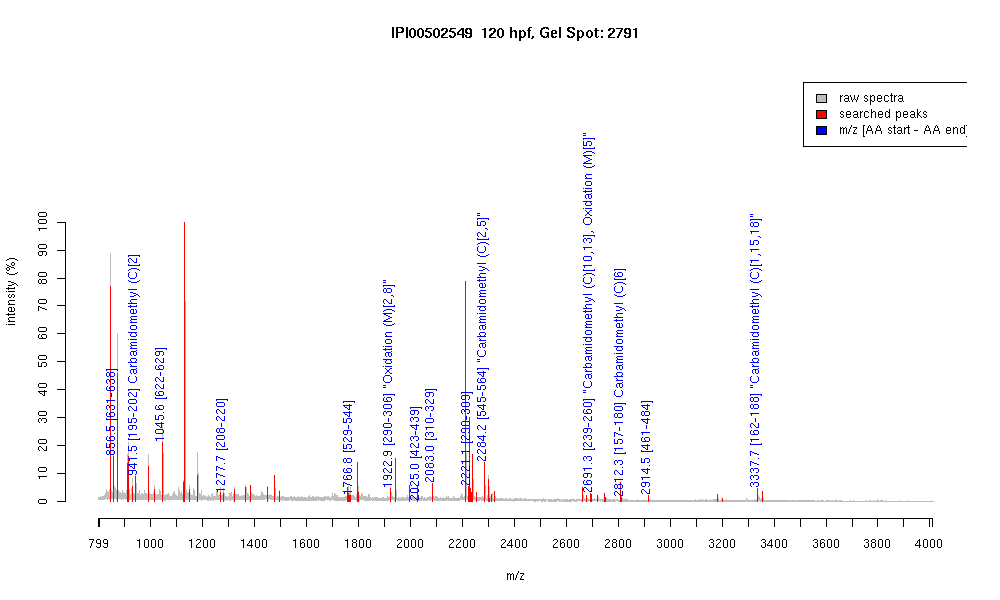 IPI00502549 120 hpf, Gel Spot: 2791
raw spectra
searched peaks
m/z [AA start - AA end]
intensity (%)
100
90
80
70
60
50
40
30
20
10
0
856.5 [631-638]
941.5 [195-202] Carbamidomethyl (C)[2]
1045.6 [622-629]
1277.7 [208-220]
1766.8 [529-544]
1922.9 [290-306] "Oxidation (M)[2,8]"
2025.0 [423-439]
2083.0 [310-329]
2221.1 [290-309]
2284.2 [545-564] "Carbamidomethyl (C)[2,5]"
2691.3 [239-260] "Carbamidomethyl (C)[10,13], Oxidation (M)[5]"
2812.3 [157-180] Carbamidomethyl (C)[6]
2914.5 [461-484]
3337.7 [162-188] "Carbamidomethyl (C)[1,15,18]"
799 1000 1200 1400 1600 1800 2000 2200 2400 2600 2800 3000 3200 3400 3600 3800 4000
m/z